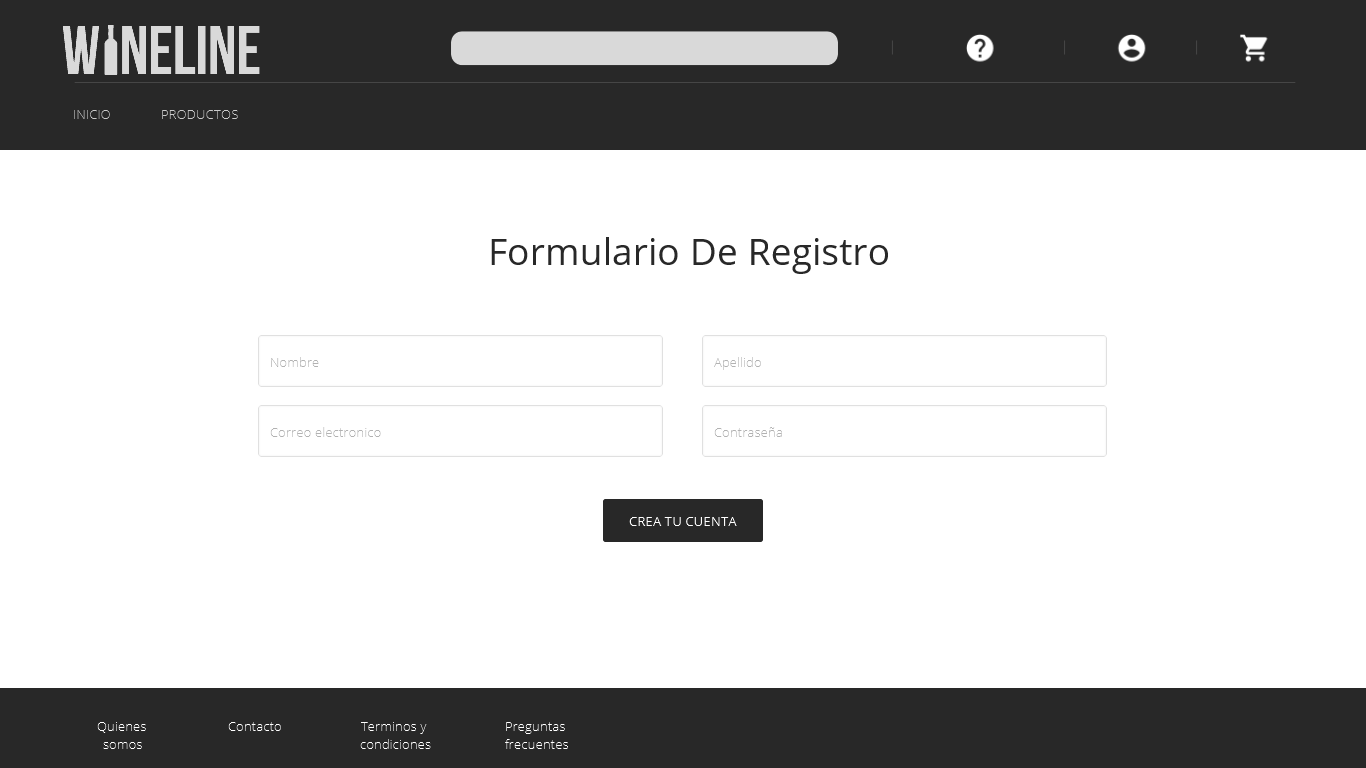 WINELINE
INICIO PRODUCTOS
Formulario De Registro
Nombre Apellido
Correo electronico Contraseña
CREA TU CUENTA
Quienes somos
Contacto
Terminos y condiciones
Preguntas frecuentes